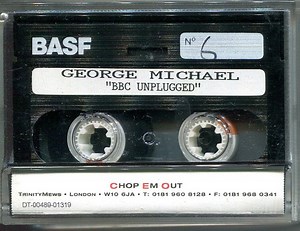 BASF
Nº 6
GEORGE MICHAEL
"BBC UNPLUGGED"
CHOP EM OUT
TRINITYMEWS • LONDON • W10 6JA • T: 0181 960 8128 • F: 0181 968 0341
DT-00480-01319